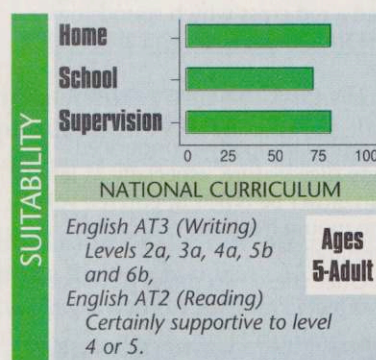 SUITABILITY
Home
School
Supervision
0 25 50 75 100
NATIONAL CURRICULUM
English AT3 (Writing)
Levels 2a, 3a, 4a, 5b
and 6b,
English AT2 (Reading)
Certainly supportive to level
4 or 5.
Ages
5-Adult